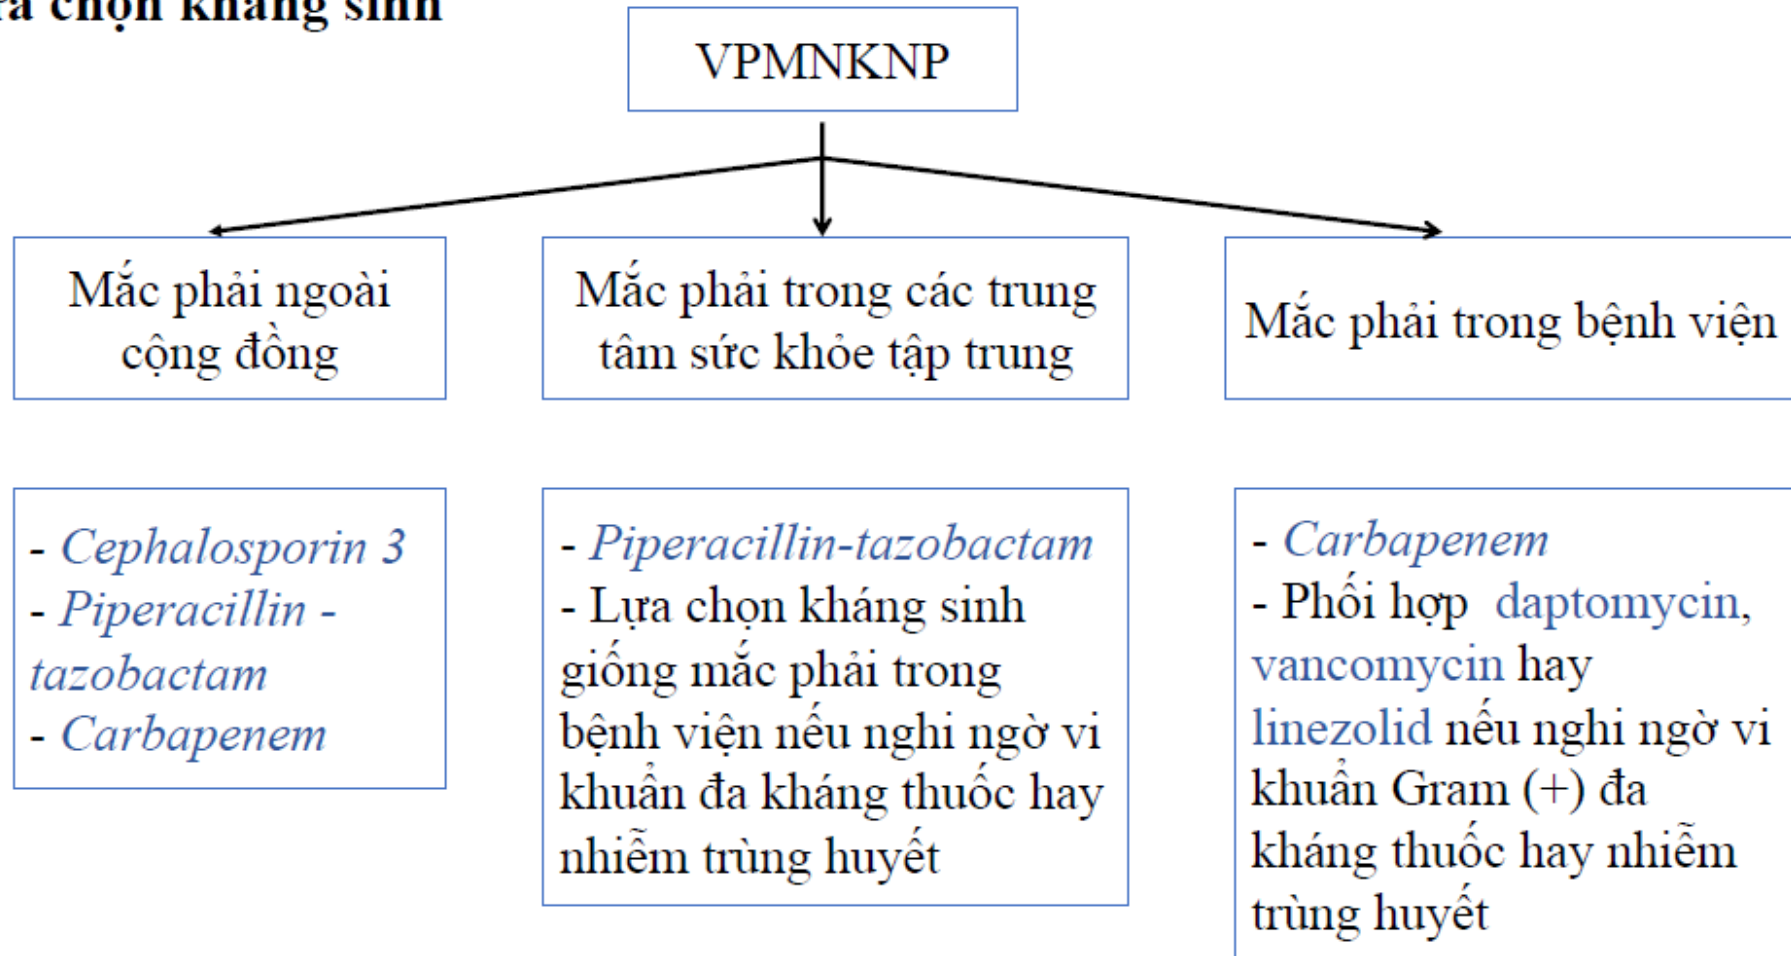 chọn kháng sinh
VPMNKNP
Mắc phải ngoài
cộng đồng
Mắc phải trong các trung
tâm sức khỏe tập trung
Mắc phải trong bệnh viện
- Cephalosporin 3
- Piperacillin -
tazobactam
- Carbapenem
- Piperacillin-tazobactam
- Lựa chọn kháng sinh
giống mắc phải trong
bệnh viện nếu nghi ngờ vi
khuẩn đa kháng thuốc hay
nhiễm trùng huyết
- Carbapenem
- Phối hợp daptomycin,
vancomycin hay
linezolid nếu nghi ngờ vi
khuẩn Gram (+) đa
kháng thuốc hay nhiễm
trùng huyết